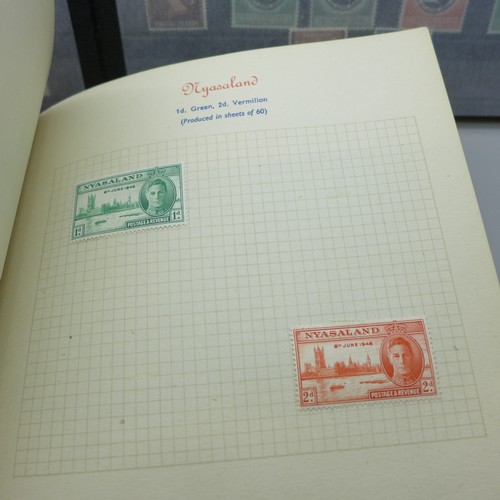 Nyasaland
1d. Green, 2d. Vermilion
(Produced in sheets of 60)
NYASALAND
8TH JUNE 1946
1d 1d
POSTAGE & REVENUE
NYASALAND
8TH JUNE 1946
2d 2d
POSTAGE & REVENUE